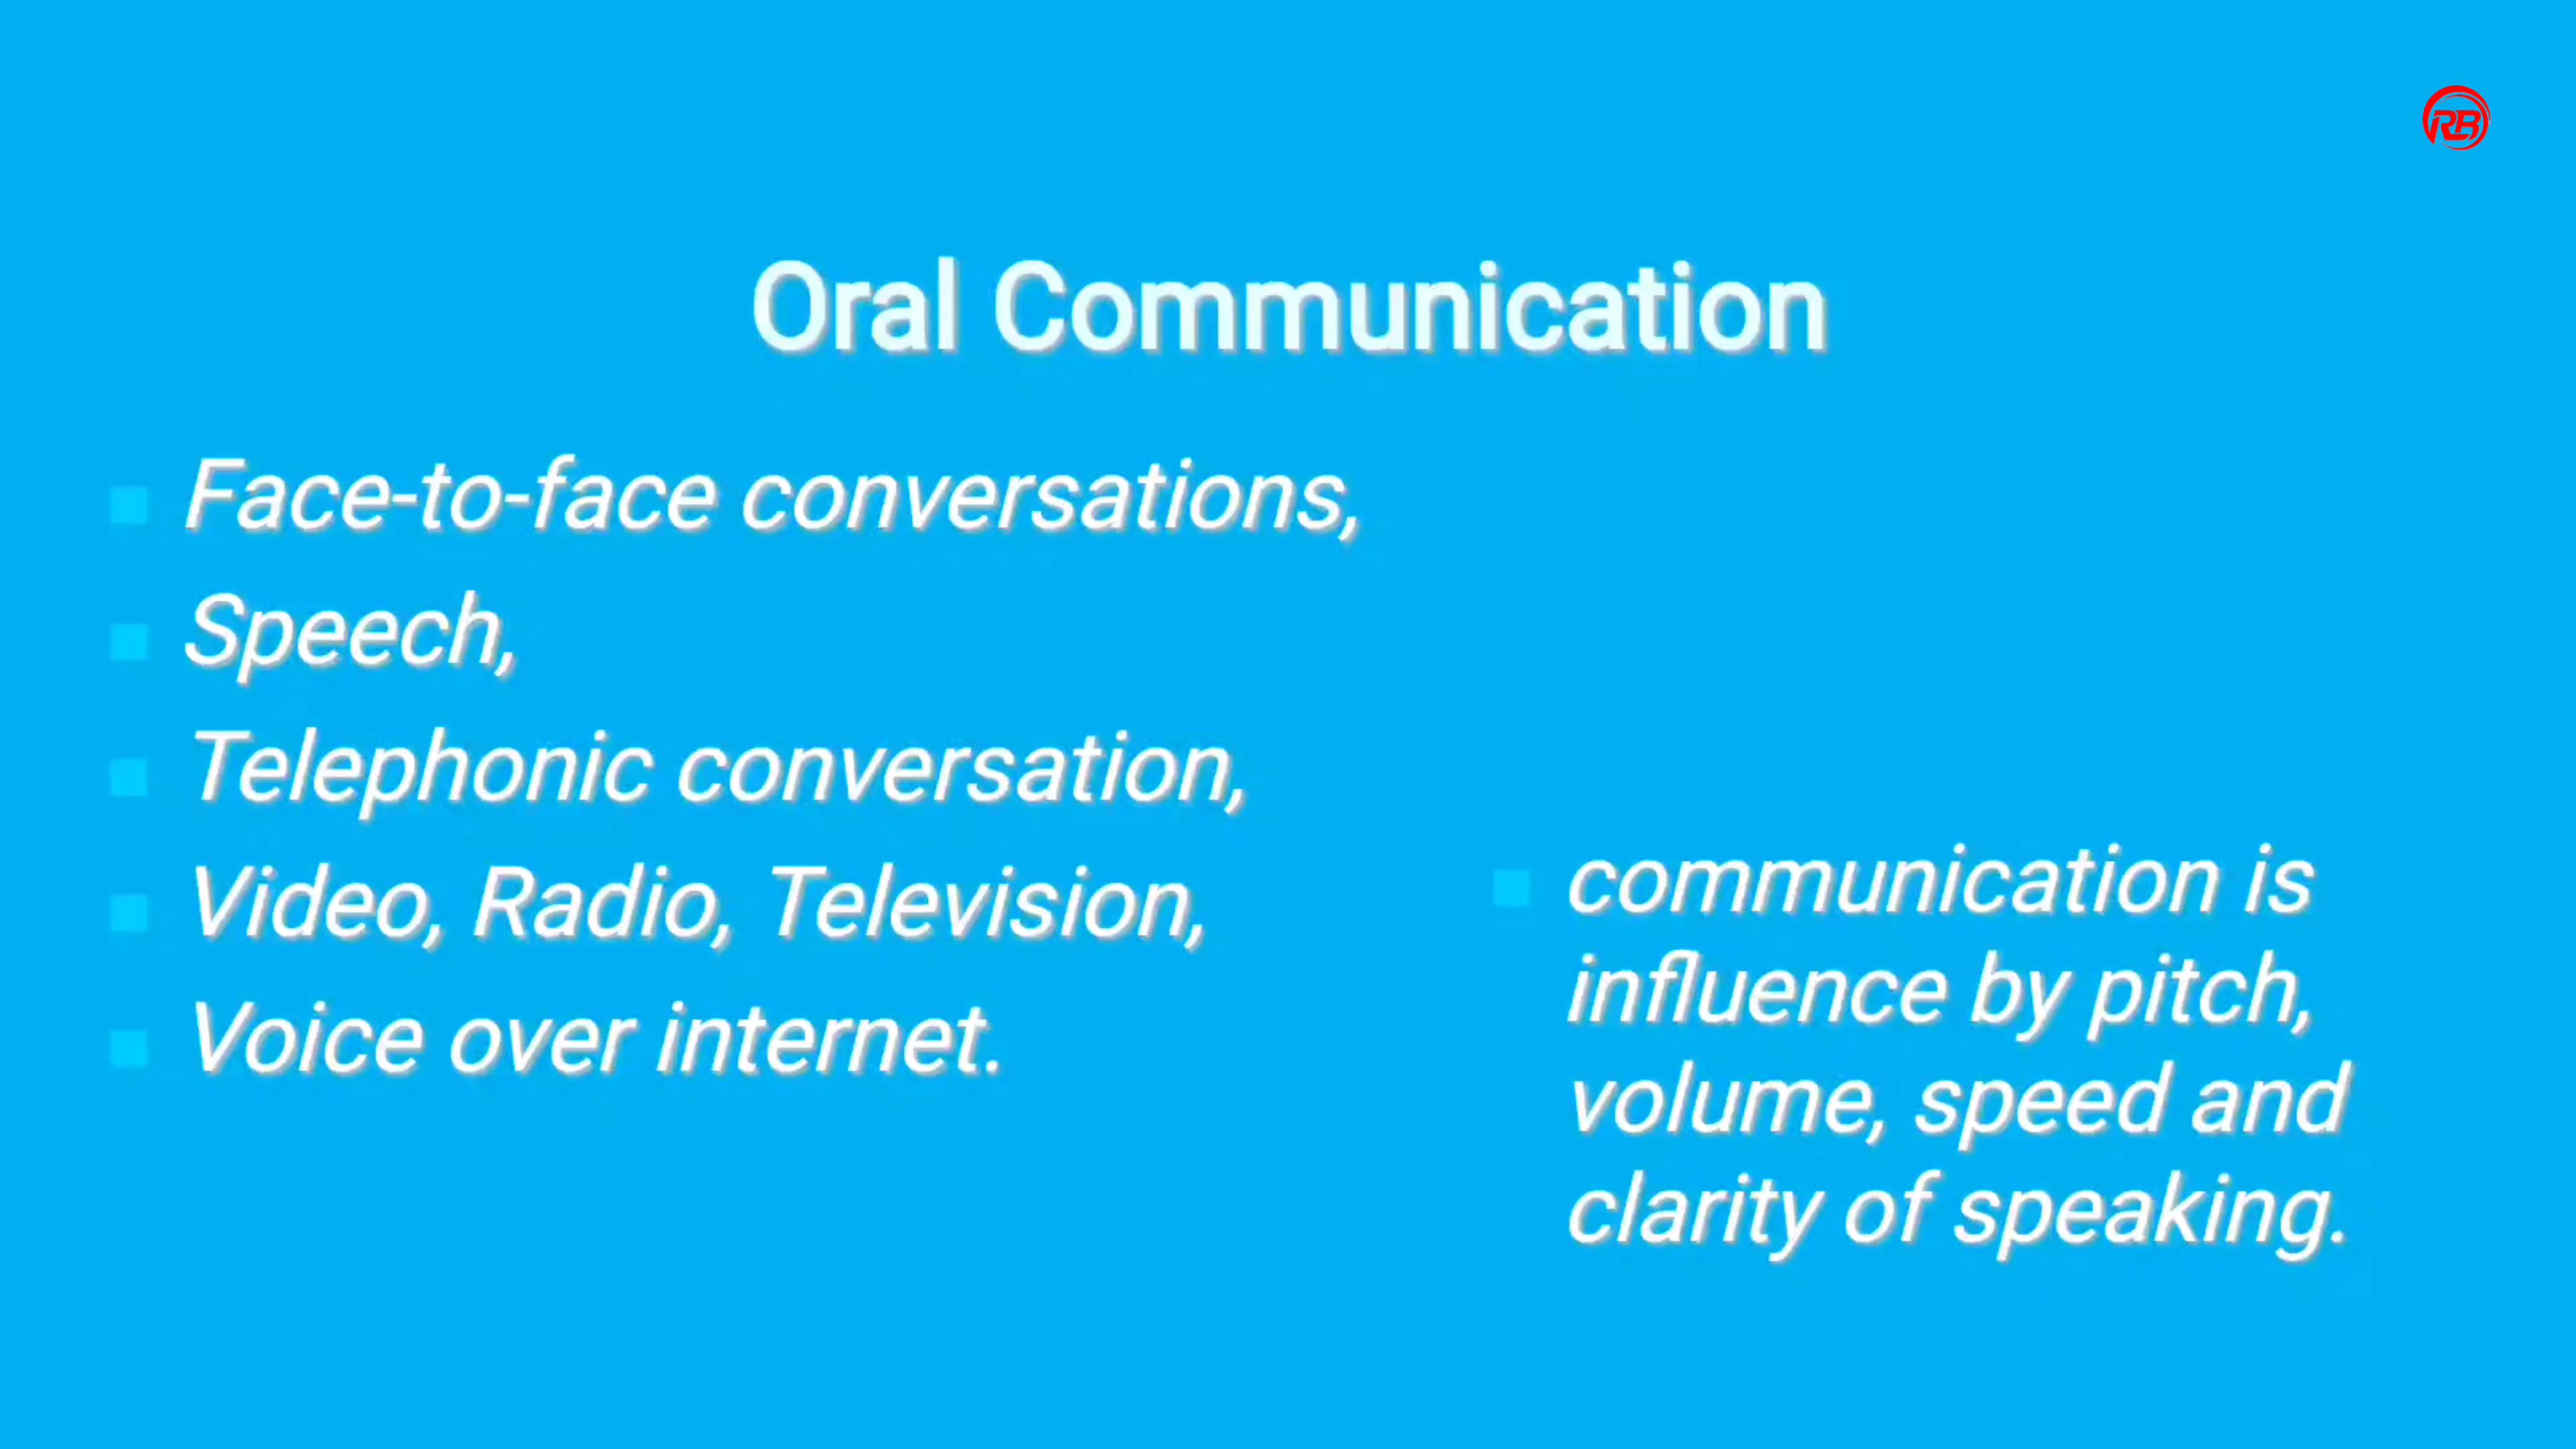 RB
Oral Communication
Face-to-face conversations,
Speech,
Telephonic conversation,
Video, Radio, Television,
Voice over internet.
communication is
influence by pitch,
volume, speed and
clarity of speaking.